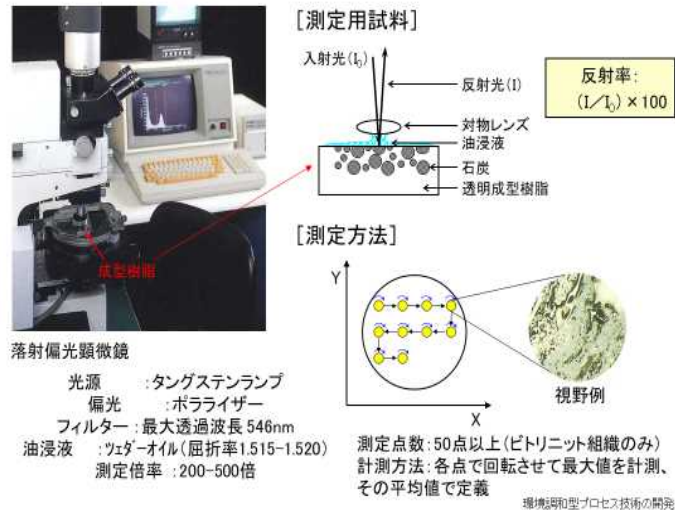 [測定用試料]
入射光(I₀)
反射光(I)
対物レンズ
油浸液
石炭
透明成型樹脂
反射率:
(I/I₀)×100
成型樹脂
[測定方法]
Y
X
視野例
落射偏光顕微鏡
光源 :タングステンランプ
偏光 :ポラライザー
フィルター:最大透過波長 546nm
油浸液 :ツェダーオイル(屈折率1.515-1.520)
測定倍率 :200-500倍
測定点数:50点以上(ビトリニット組織のみ)
計測方法:各点で回転させて最大値を計測、
その平均値で定義
環境調和型プロセス技術の開発